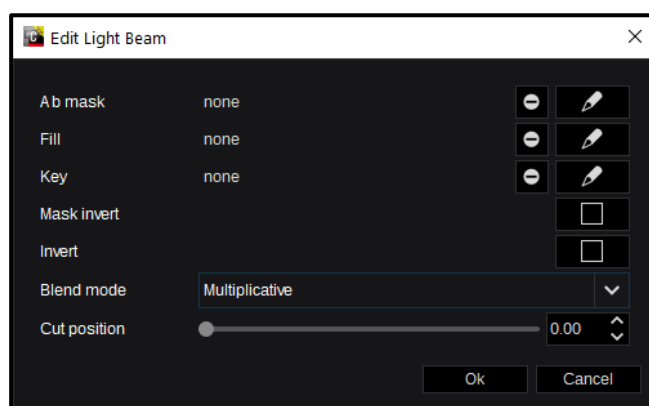 Edit Light Beam
Ab mask none
Fill none
Key none
Mask invert
Invert
Blend mode Multiplicative
Cut position 0.00
Ok Cancel